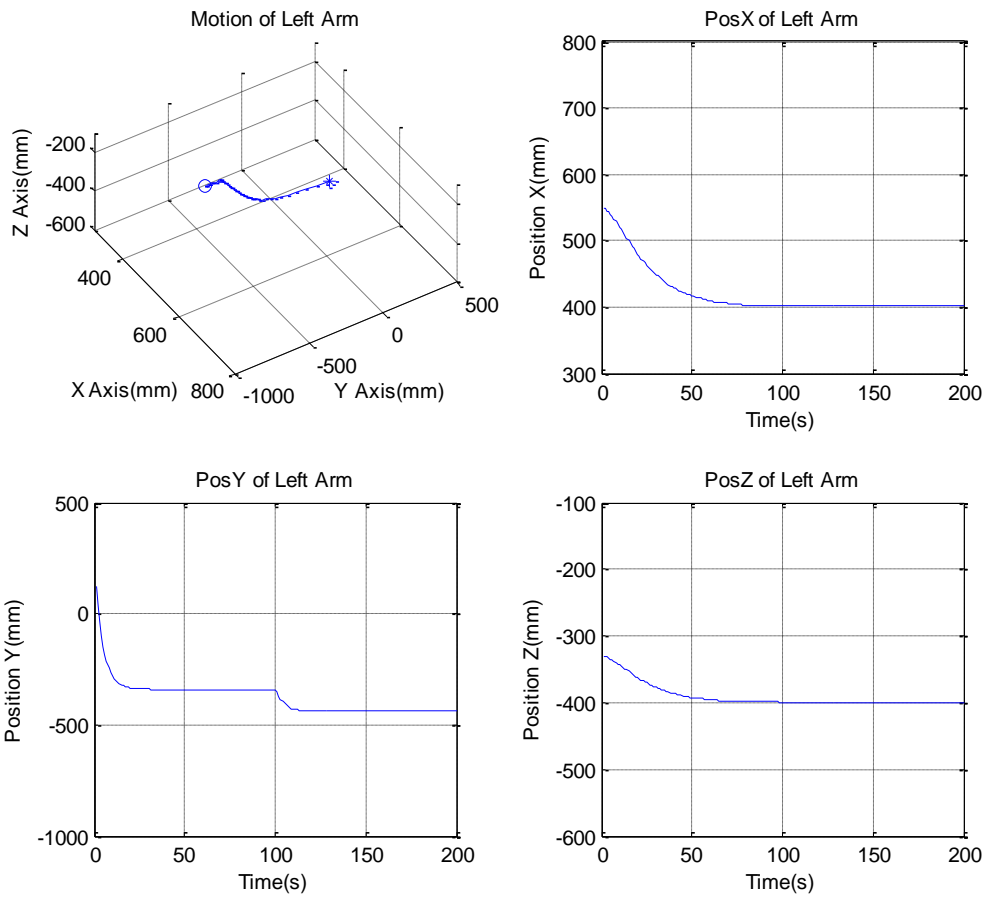 Motion of Left Arm
Z Axis(mm)
-200
-400
-600
400
600
800
X Axis(mm)
-1000
-500
0
500
Y Axis(mm)
PosX of Left Arm
Position X(mm)
800
700
600
500
400
300
0 50 100 150 200
Time(s)
PosY of Left Arm
Position Y(mm)
500
0
-500
-1000
0 50 100 150 200
Time(s)
PosZ of Left Arm
Position Z(mm)
-100
-200
-300
-400
-500
-600
0 50 100 150 200
Time(s)